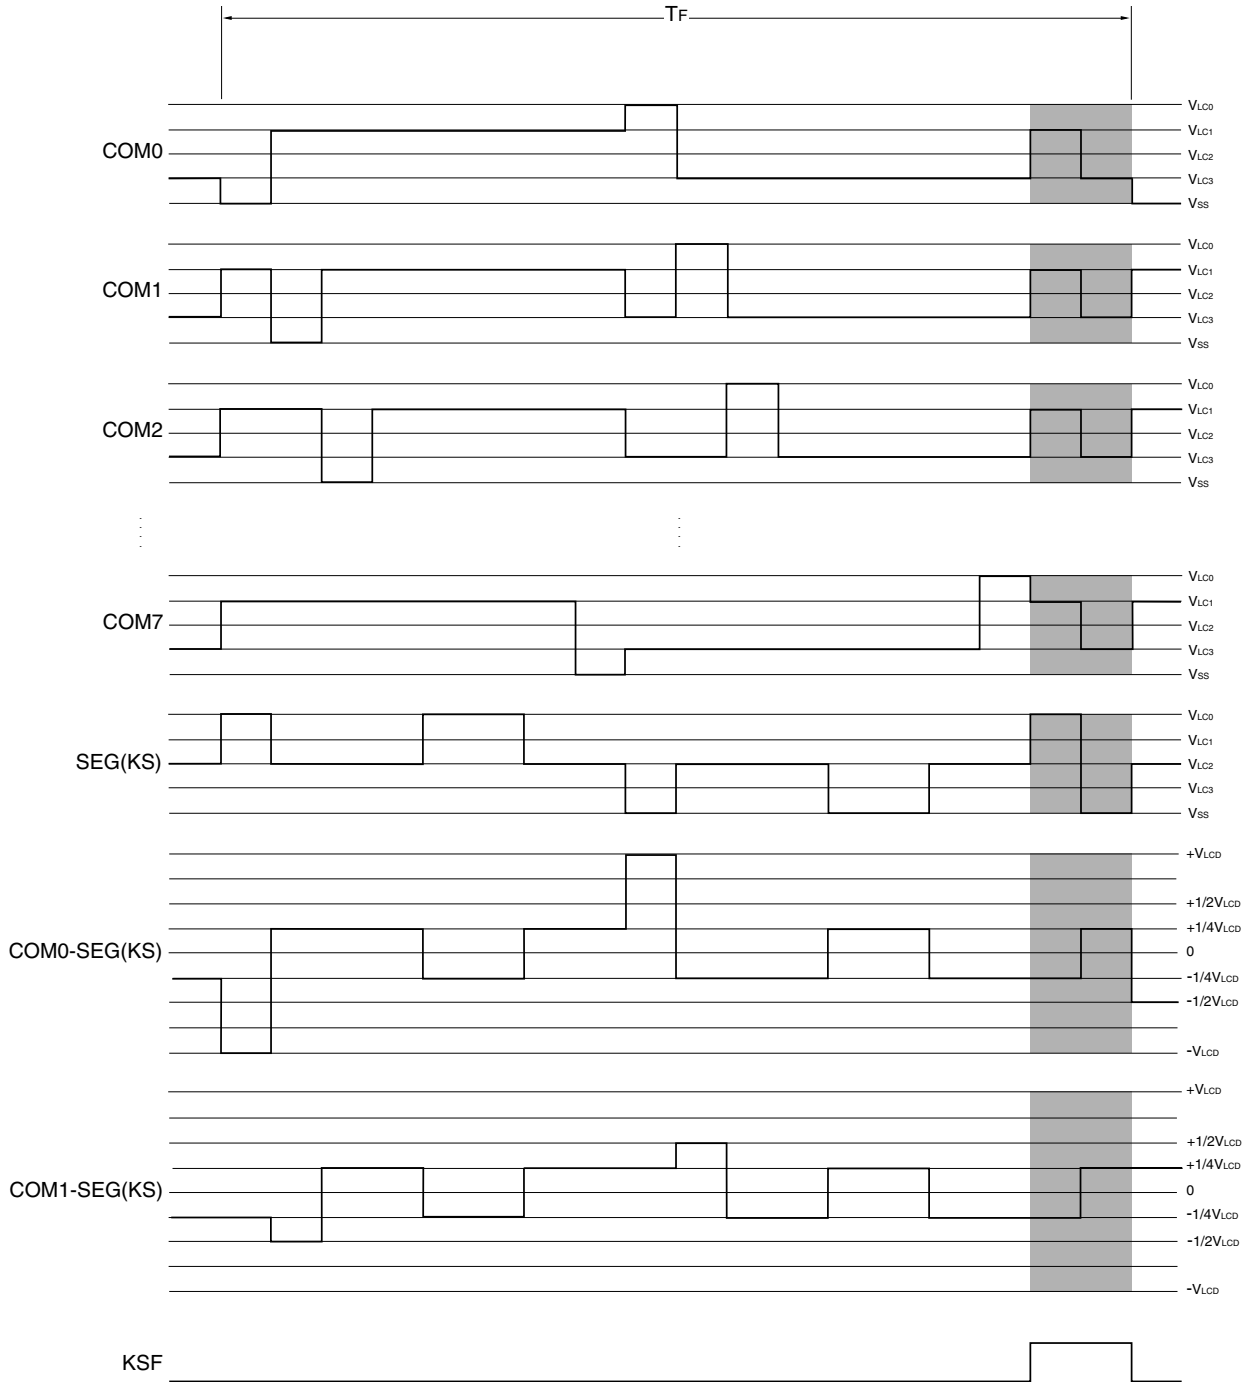 TF
VLC0
VLC1
COM0
VLC2
VLC3
VSS
VLC0
VLC1
COM1
VLC2
VLC3
VSS
VLC0
VLC1
COM2
VLC2
VLC3
VSS
VLC0
VLC1
COM7
VLC2
VLC3
VSS
VLC0
VLC1
SEG(KS)
VLC2
VLC3
VSS
+VLCD
+1/2VLCD
+1/4VLCD
COM0-SEG(KS)
0
-1/4VLCD
-1/2VLCD
-VLCD
+VLCD
+1/2VLCD
+1/4VLCD
COM1-SEG(KS)
0
-1/4VLCD
-1/2VLCD
-VLCD
KSF